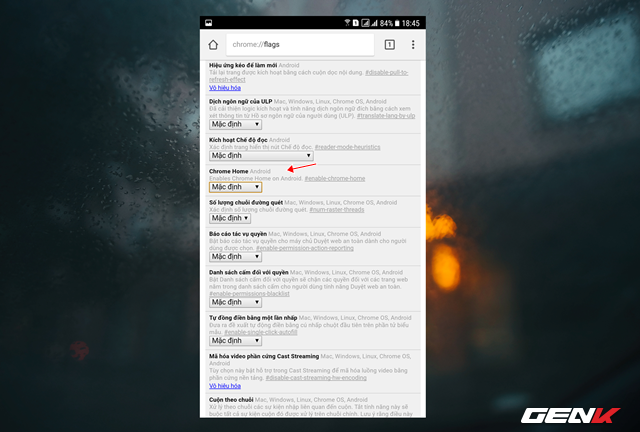 84% 18:45
chrome://flags
1
Hiệu ứng kéo để làm mới Android
Tải lại trang được kích hoạt bằng cách cuộn dọc nội dung. #disable-pull-to-
refresh-effect
Vô hiệu hóa
Dịch ngôn ngữ của ULP Mac, Windows, Linux, Chrome OS, Android
Đã cải thiện logic kích hoạt và tính năng dịch ngôn ngữ đích bằng cách xem
xét thông tin từ Hồ sơ ngôn ngữ của người dùng (ULP). #translate-lang-by-ulp
Mặc định
Kích hoạt Chế độ đọc Android
Xác định trạng hiển thị nút Chế độ đọc. #reader-mode-heuristics
Mặc định
Chrome Home Android
Enables Chrome Home on Android. #enable-chrome-home
Mặc định
Số lượng chuỗi đường quét Mac, Windows, Linux, Chrome OS, Android
Xác định số lượng chuỗi đường quét. #num-raster-threads
Mặc định
Báo cáo tác vụ quyền Mac, Windows, Linux, Chrome OS, Android
Bật báo cáo tác vụ quyền cho máy chủ Duyệt web an toàn dành cho người
dùng được chọn. #enable-permission-action-reporting
Mặc định
Danh sách cấm đối với quyền Mac, Windows, Linux, Chrome OS, Android
Bật Danh sách cấm đối với quyền sẽ chặn các quyền đối với các trang web
nằm trong danh sách cấm cho người dùng tính năng Duyệt web an toàn.
#enable-permissions-blacklist
Mặc định
Tự động điền bằng một lần nhấp Mac, Windows, Linux, Chrome OS, Android
Đưa ra đề xuất tự động điền bằng cú nhấp chuột đầu tiên trên phần tử biểu
mẫu. #enable-single-click-autofill
Mặc định
Mã hóa video phần cứng Cast Streaming Mac, Windows, Linux, Chrome OS, Android
Tùy chọn này bật hỗ trợ trong Cast Streaming để mã hóa luồng video bằng
phần cứng nền tảng. #disable-cast-streaming-hw-encoding
Vô hiệu hóa
Cuộn theo chuỗi Mac, Windows, Linux, Chrome OS, Android
Xử lý theo chuỗi các sự kiện nhập liên quan đến cuộn. Tắt tính năng này sẽ
buộc tất cả sự kiện cuộn đó được xử lý trên chuỗi chính. Lưu ý rằng điều này
GENK